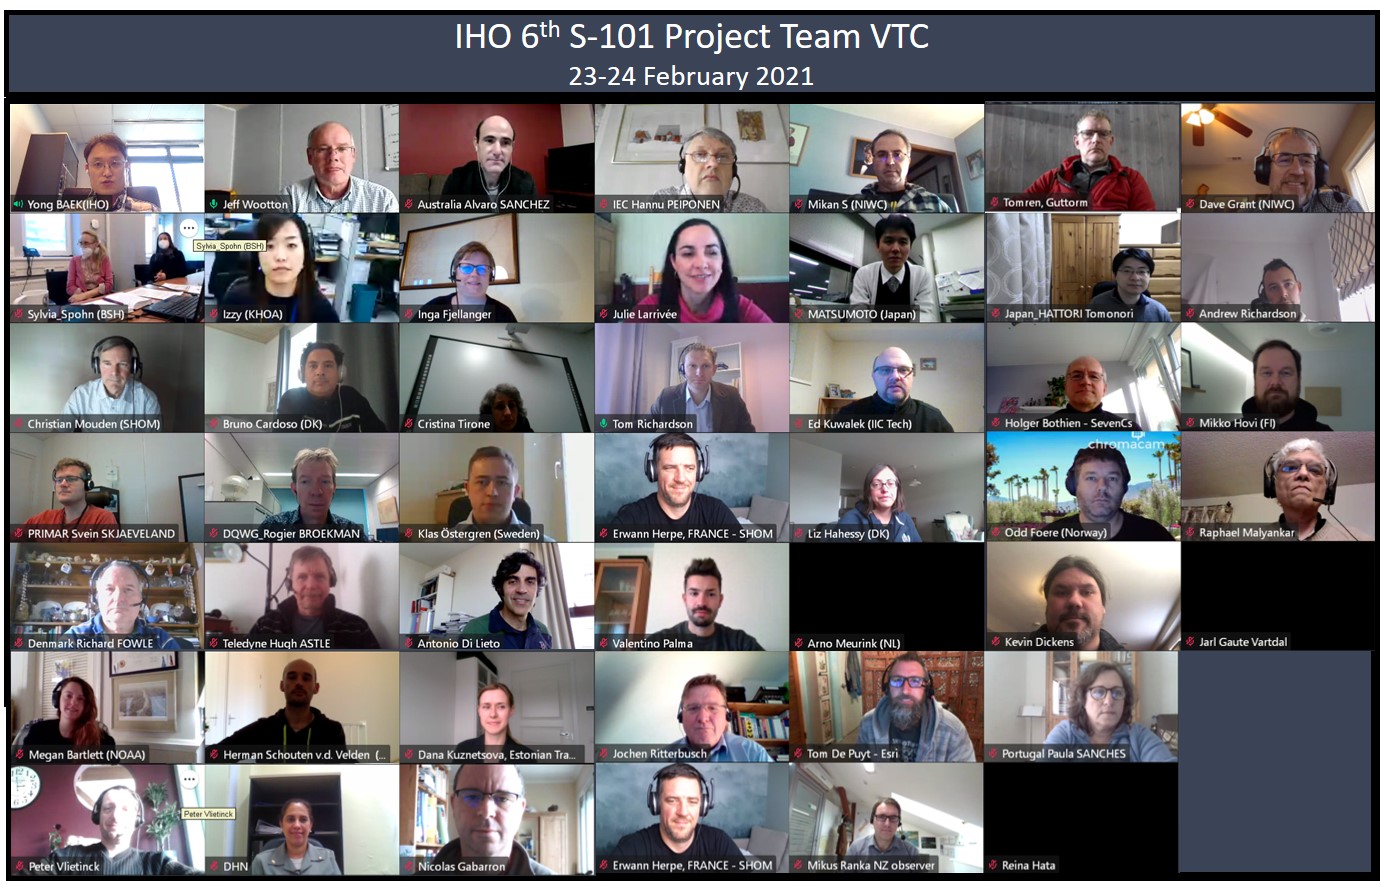 IHO 6th S-101 Project Team VTC
23-24 February 2021
Yong BAEK(IHO)
Jeff Wootton
Australia Alvaro SANCHEZ
IEC Hannu PEIPONEN
Mikan S (NIWC)
Tomren, Guttorm
Dave Grant (NIWC)
Sylvia_Spohn (BSH)
Sylvia_Spohn (BSH)
Izzy (KHOA)
Inga Fjellanger
Julie Larrivée
MATSUMOTO (Japan)
Japan_HATTORI Tomonori
Andrew Richardson
Christian Mouden (SHOM)
Bruno Cardoso (DK)
Cristina Tirone
Tom Richardson
Ed Kuwalek (IIC Tech)
Holger Bothien - SevenCs
Mikko Hovi (FI)
chromacam
PRIMAR Svein SKJAEVELAND
DQWG_Rogier BROEKMAN
Klas Östergren (Sweden)
Erwann Herpe, FRANCE - SHOM
Liz Hahessy (DK)
Odd Foere (Norway)
Raphael Malyankar
Denmark Richard FOWLE
Teledyne Hugh ASTLE
Antonio Di Lieto
Valentino Palma
Arno Meurink (NL)
Kevin Dickens
Jarl Gaute Vartdal
Megan Bartlett (NOAA)
Herman Schouten v.d. Velden (...
Dana Kuznetsova, Estonian Tra...
Jochen Ritterbusch
Tom De Puyt - Esri
Portugal Paula SANCHES
Peter Vlietinck
Peter Vlietinck
DHN
Nicolas Gabarron
Erwann Herpe, FRANCE - SHOM
Mikus Ranka NZ observer
Reina Hata